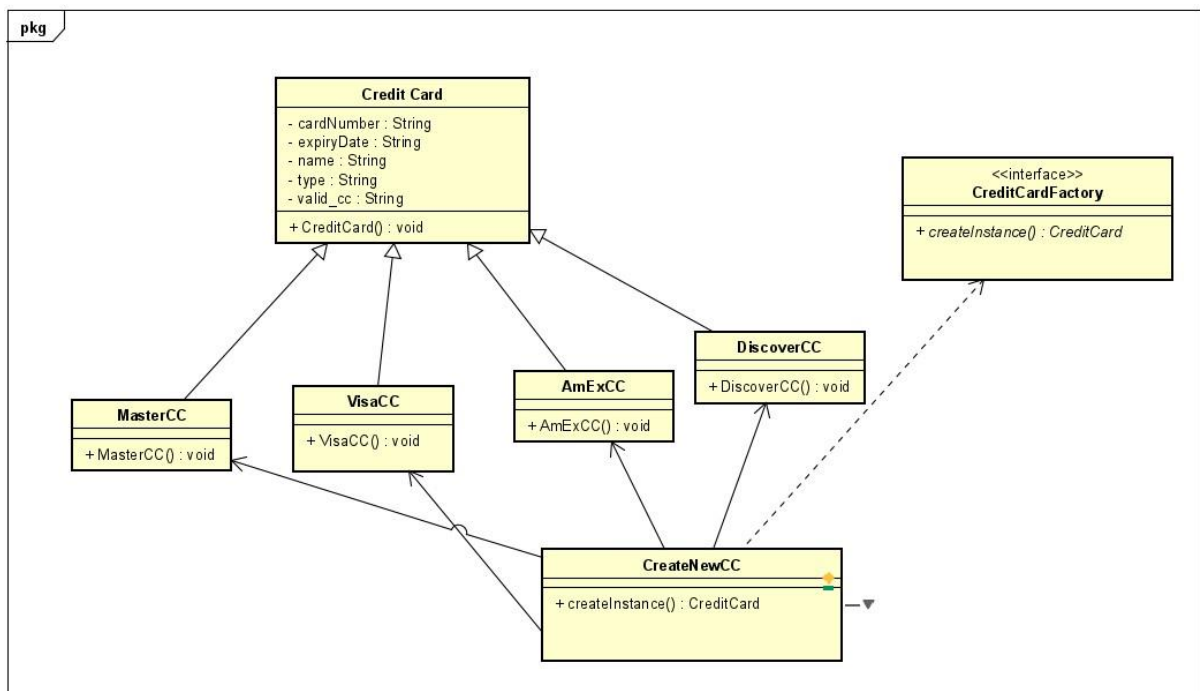 pkg
Credit Card
- cardNumber : String
- expiryDate : String
- name : String
- type : String
- valid_cc : String
+ CreditCard() : void
<<interface>>
CreditCardFactory
+ createInstance() : CreditCard
DiscoverCC
+ DiscoverCC() : void
AmExCC
+ AmExCC() : void
VisaCC
+ VisaCC() : void
MasterCC
+ MasterCC() : void
CreateNewCC
+ createInstance() : CreditCard